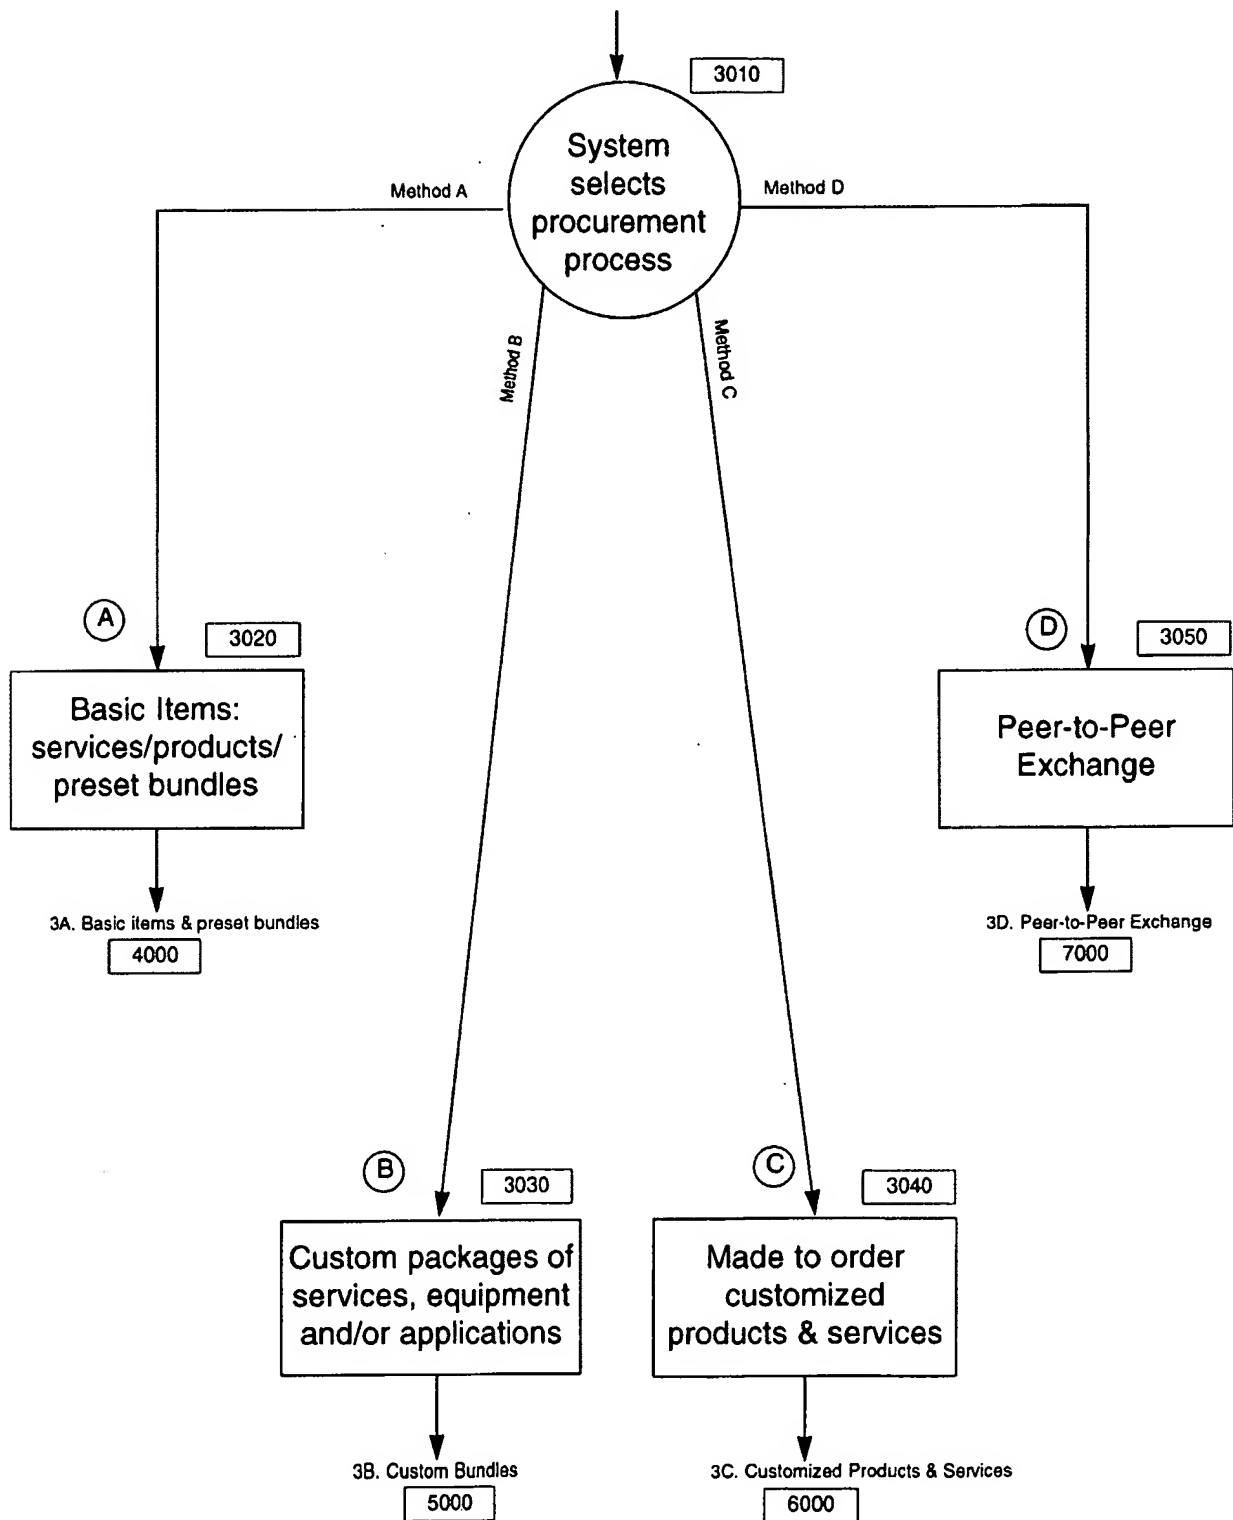 3010
System
selects
procurement
process
Method A
Method D
Method B
Method C
A
3020
Basic Items:
services/products/
preset bundles
D
3050
Peer-to-Peer
Exchange
3A. Basic items & preset bundles
4000
3D. Peer-to-Peer Exchange
7000
B
3030
Custom packages of
services, equipment
and/or applications
C
3040
Made to order
customized
products & services
3B. Custom Bundles
5000
3C. Customized Products & Services
6000